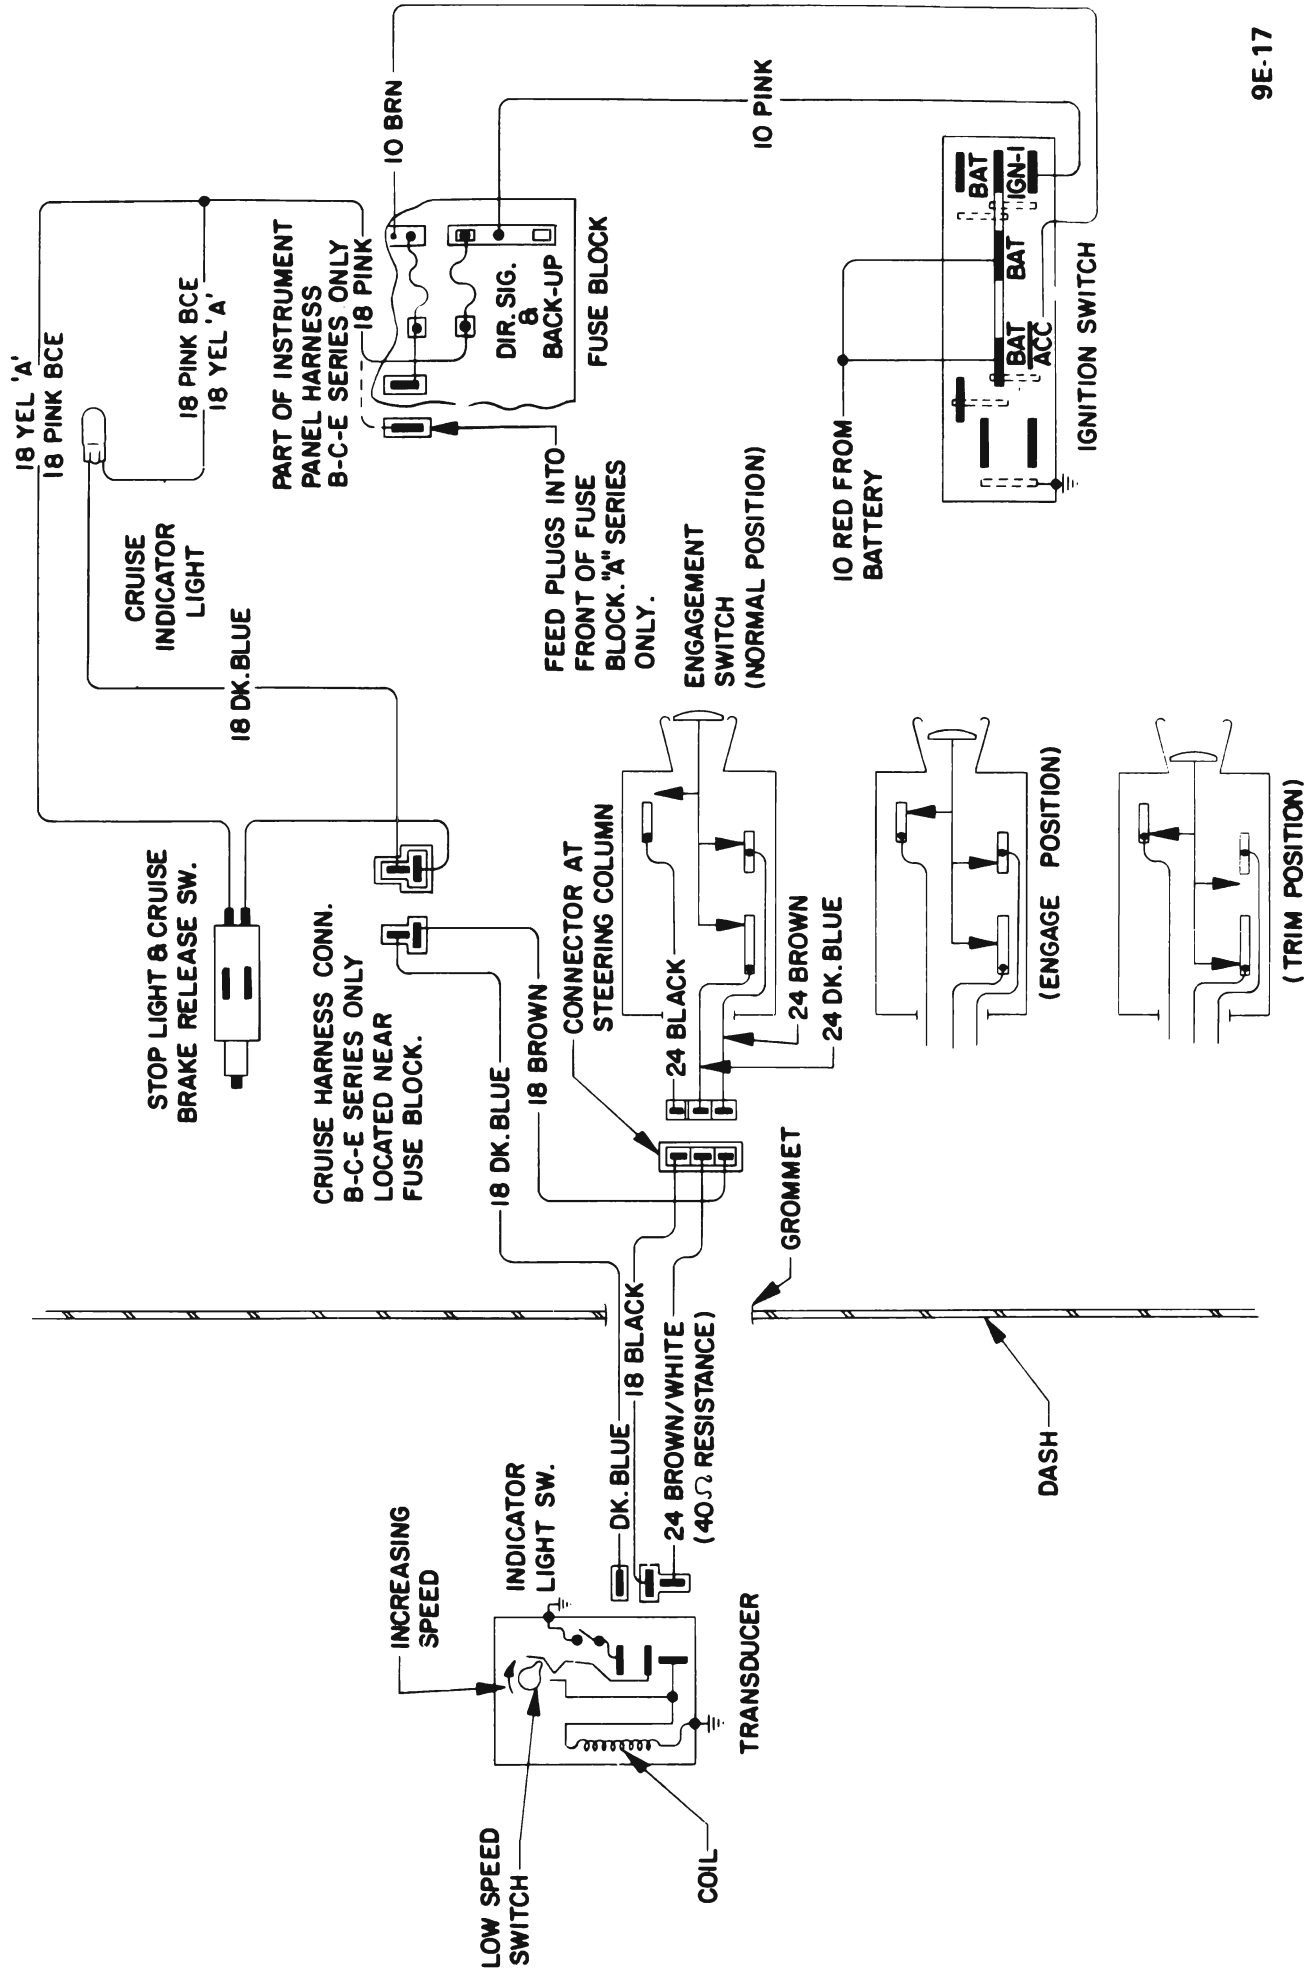 LOW SPEED
SWITCH
COIL
TRANSDUCER
INCREASING
SPEED
INDICATOR
LIGHT SW.
DK. BLUE
18 BLACK
24 BROWN/WHITE
(40Ω RESISTANCE)
DASH
GROMMET
18 DK. BLUE
18 BROWN
STOP LIGHT & CRUISE
BRAKE RELEASE SW.
CRUISE HARNESS CONN.
B-C-E SERIES ONLY
LOCATED NEAR
FUSE BLOCK.
CONNECTOR AT
STEERING COLUMN
24 BLACK
24 BROWN
24 DK. BLUE
(ENGAGE POSITION)
(TRIM POSITION)
ENGAGEMENT
SWITCH
(NORMAL POSITION)
18 DK. BLUE
CRUISE
INDICATOR
LIGHT
18 YEL 'A'
18 PINK BCE
18 PINK BCE
18 YEL 'A'
PART OF INSTRUMENT
PANEL HARNESS
B-C-E SERIES ONLY
18 PINK
FEED PLUGS INTO
FRONT OF FUSE
BLOCK. "A" SERIES
ONLY.
DIR. SIG.
&
BACK-UP
FUSE BLOCK
10 BRN
10 PINK
10 RED FROM
BATTERY
BAT
ACC
BAT
BAT
IGN-1
IGNITION SWITCH
9E-17